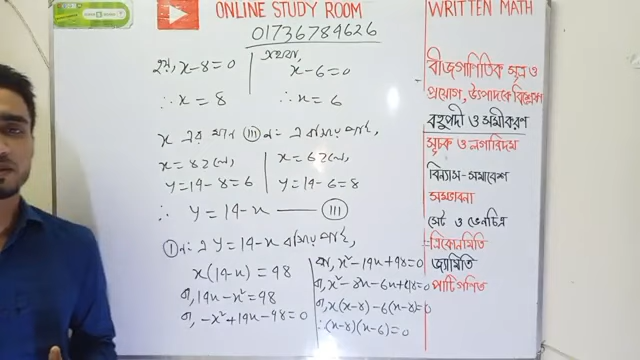 ONLINE STUDY ROOM
01736784626
হয়, x-8=0
অথবা,
x-6=0
∴ x = 8
∴ x = 6
x এর মান (III) নং এ বসিয়ে পাই,
x = 8 হলে,
y = 14 - 8 = 6
x = 6 হলে,
y = 14 - 6 = 8
∴ y = 14 - x —— (III)
(I) নং এ y = 14 - x বসিয়ে পাই,
x(14-x) = 48
বা, 14x - x² = 48
বা, -x² + 14x - 48 = 0
বা, x² - 14x + 48 = 0
বা, x² - 8x - 6x + 48 = 0
বা, x(x-8) - 6(x-8) = 0
∴ (x-8)(x-6) = 0
WRITTEN MATH
বীজগাণিতিক সূত্র ও
প্রয়োগ, উৎপাদকে বিশ্লেষণ
বহুপদী ও সমীকরণ
সূচক ও লগারিদম
বিন্যাস-সমাবেশ
সম্ভাবনা
সেট ও ভেনচিত্র
ত্রিকোনমিতি
জ্যামিতি
পাটিগণিত